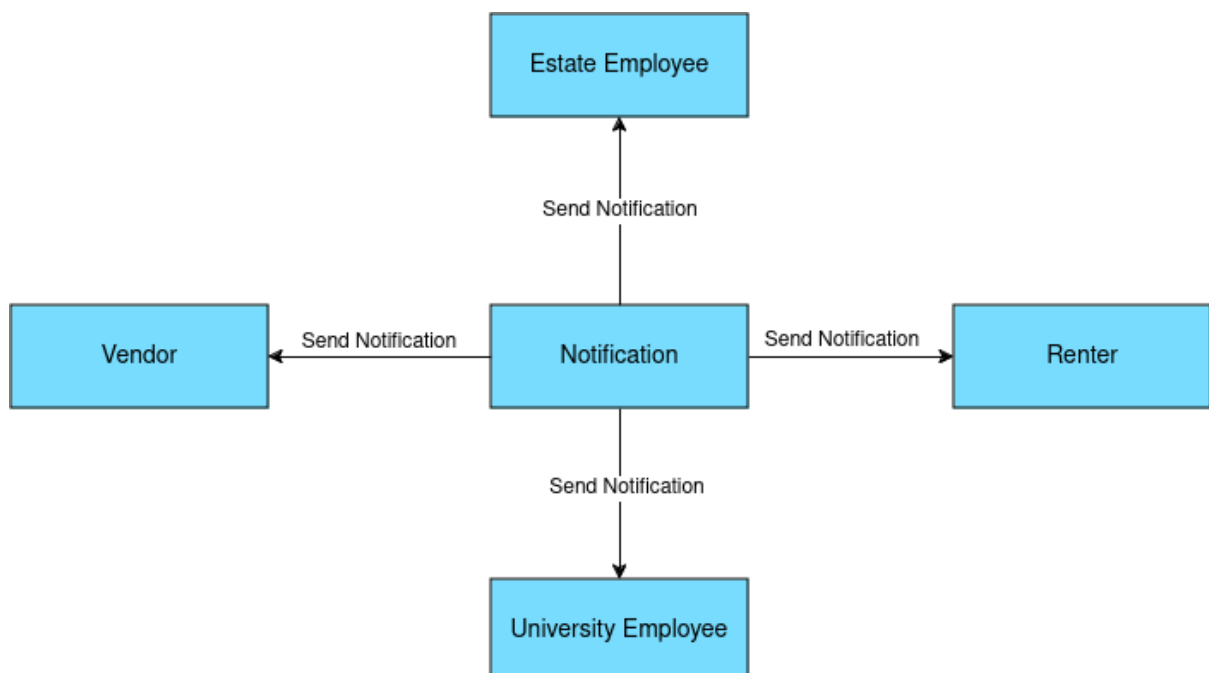 Estate Employee
Send Notification
Vendor
Send Notification
Notification
Send Notification
Renter
Send Notification
University Employee